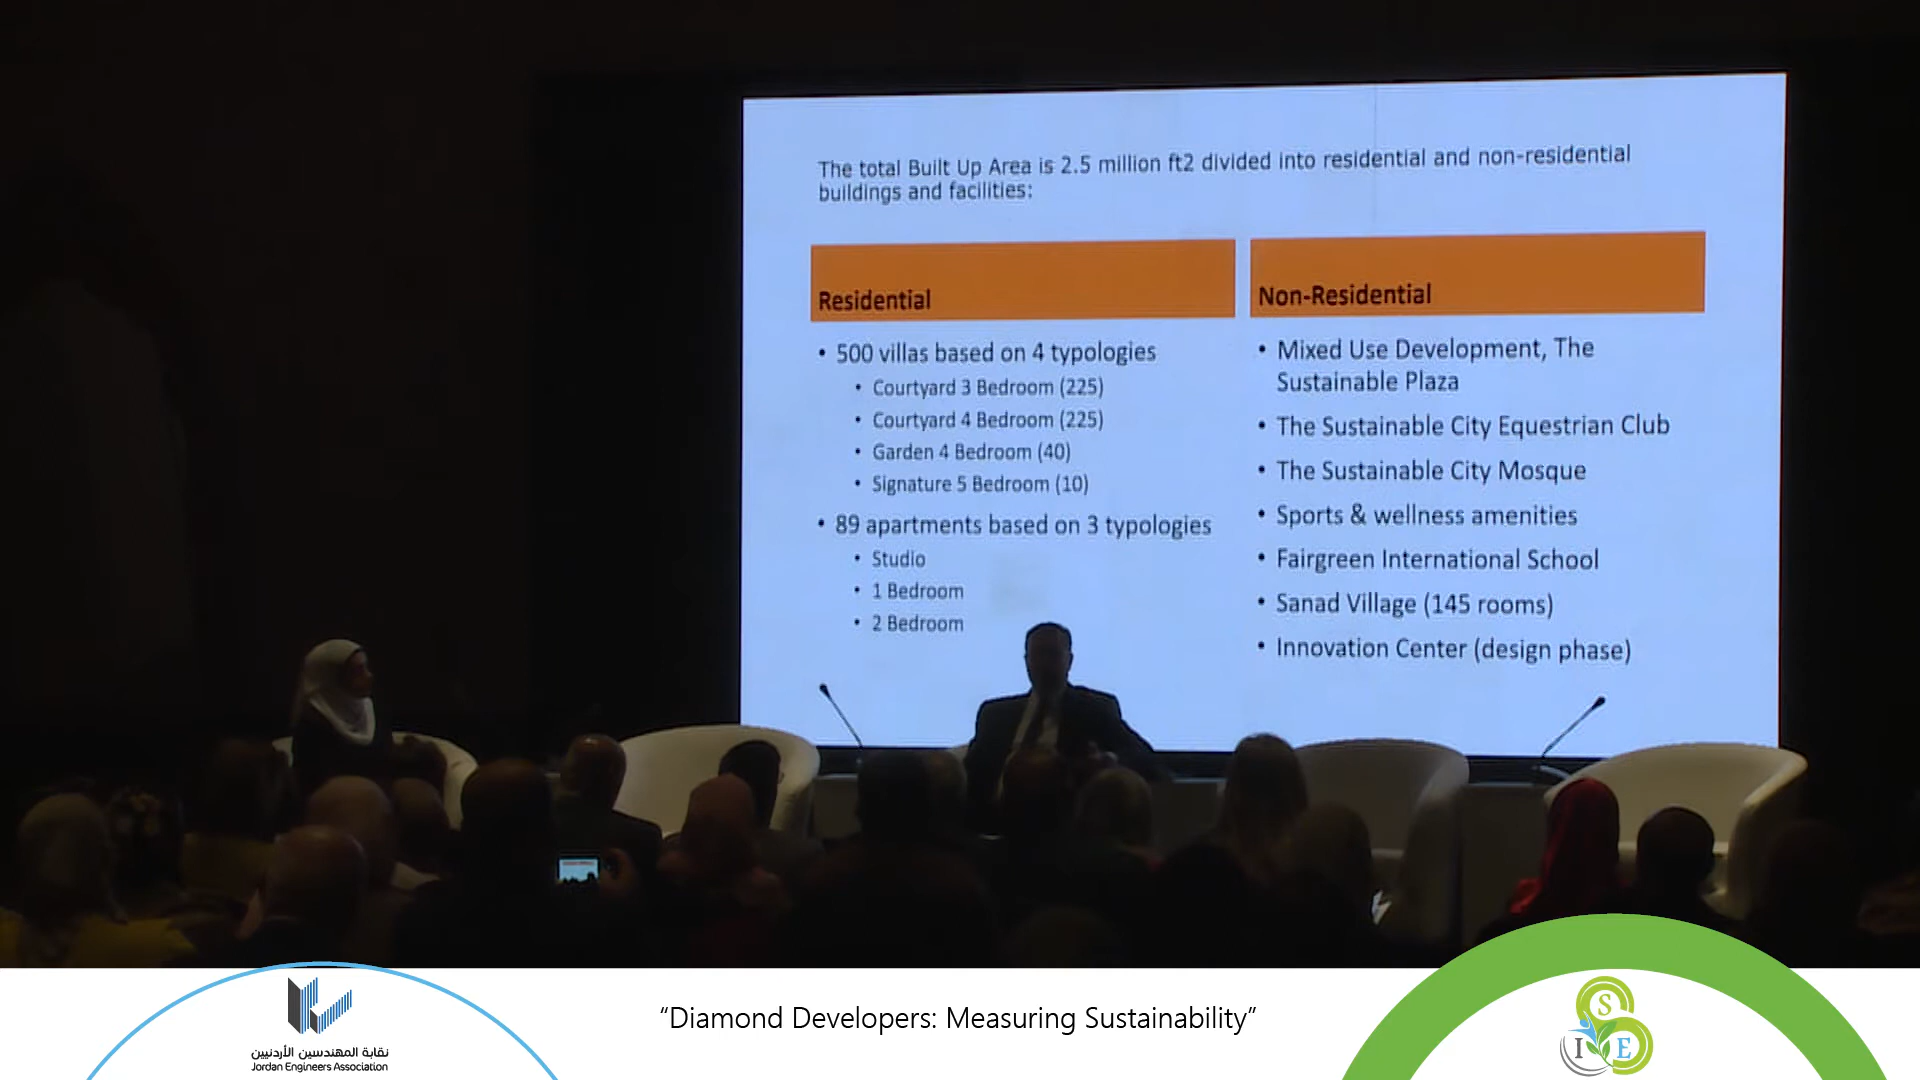 The total Built Up Area is 2.5 million ft2 divided into residential and non-residential
buildings and facilities:
Residential
• 500 villas based on 4 typologies
• Courtyard 3 Bedroom (225)
• Courtyard 4 Bedroom (225)
• Garden 4 Bedroom (40)
• Signature 5 Bedroom (10)
• 89 apartments based on 3 typologies
• Studio
• 1 Bedroom
• 2 Bedroom
Non-Residential
• Mixed Use Development, The
Sustainable Plaza
• The Sustainable City Equestrian Club
• The Sustainable City Mosque
• Sports & wellness amenities
• Fairgreen International School
• Sanad Village (145 rooms)
• Innovation Center (design phase)
نقابة المهندسين الأردنيين
Jordan Engineers Association
“Diamond Developers: Measuring Sustainability”
S
I E